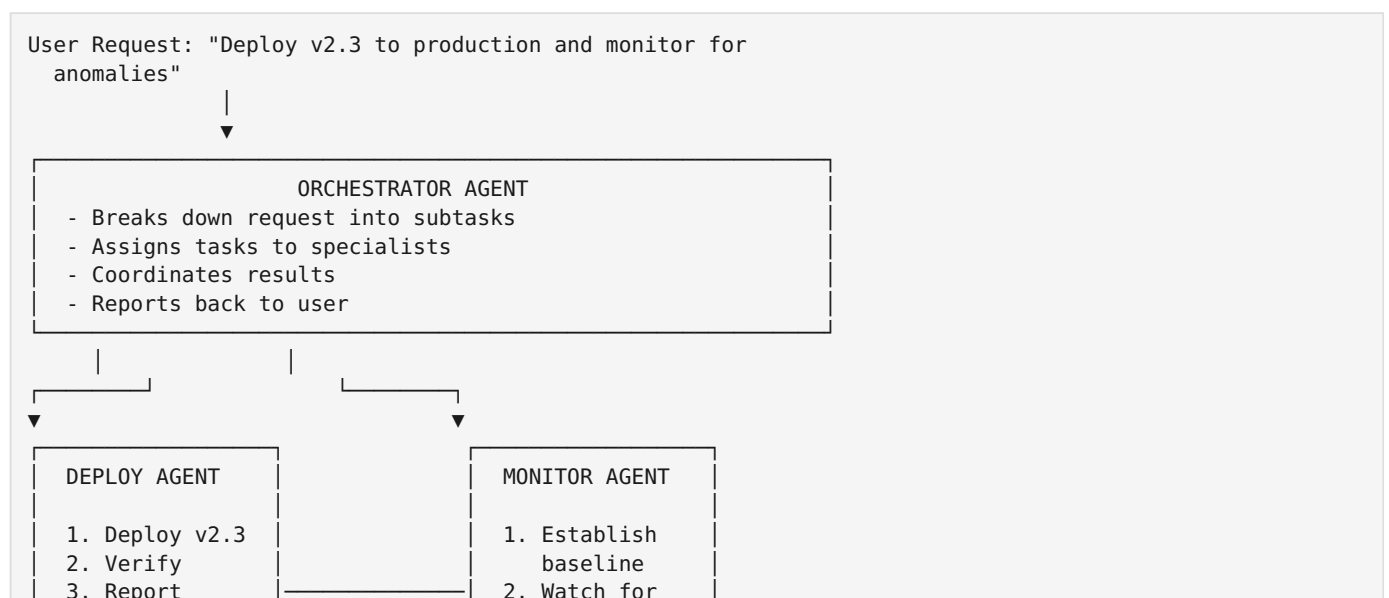 User Request: "Deploy v2.3 to production and monitor for
anomalies"
ORCHESTRATOR AGENT
- Breaks down request into subtasks
- Assigns tasks to specialists
- Coordinates results
- Reports back to user
DEPLOY AGENT MONITOR AGENT
1. Deploy v2.3 1. Establish
2. Verify baseline
3. Report 2. Watch for